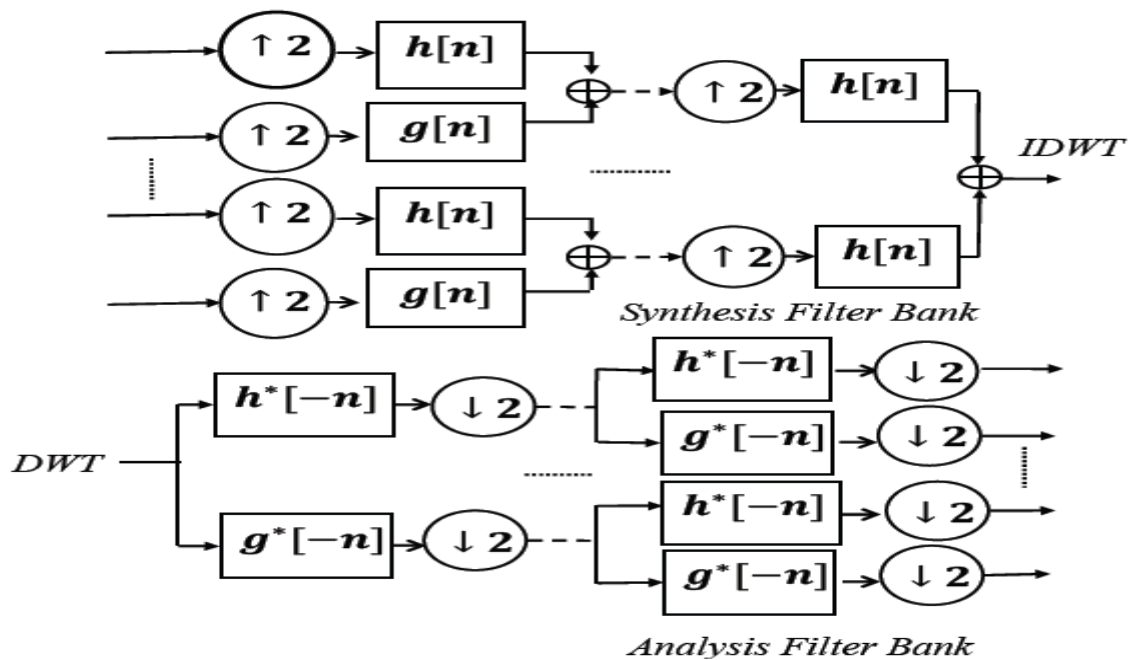 ↑ 2
h[n]
↑ 2
h[n]
↑ 2
g[n]
IDWT
↑ 2
h[n]
↑ 2
h[n]
↑ 2
g[n]
Synthesis Filter Bank
h*[−n]
↓ 2
h*[−n]
↓ 2
g*[−n]
↓ 2
DWT
h*[−n]
↓ 2
g*[−n]
↓ 2
g*[−n]
↓ 2
Analysis Filter Bank